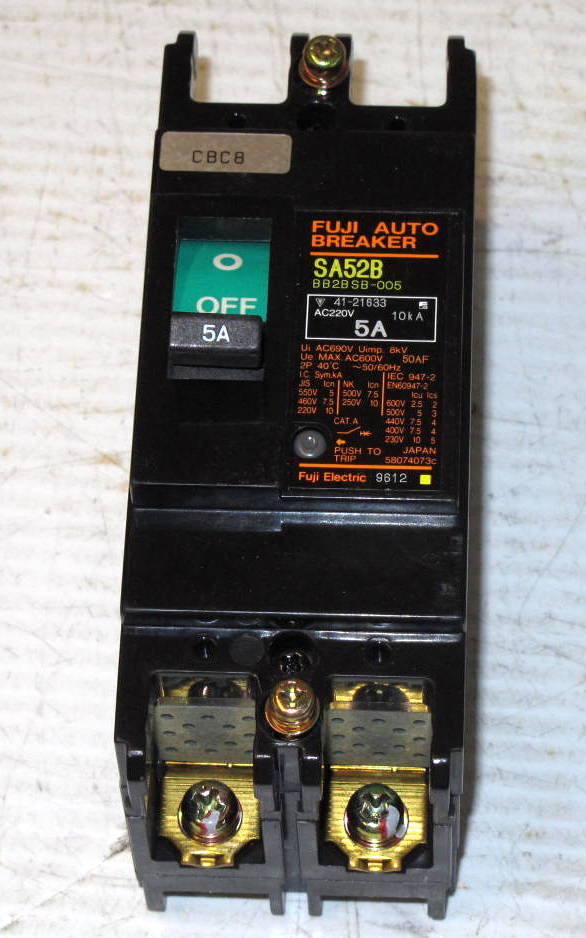 CBC8
O
OFF
5A
FUJI AUTO
BREAKER
SA52B
BB2BSB-005
41-21633
AC220V 10kA
5A
Ui AC690V Uimp. 8kV
Ue MAX. AC600V 50AF
2P 40°C ~50/60Hz
I.C Sym.kA IEC 947-2
JIS Icn NK Icn EN60947-2
550V 5 500V 7.5 Icu Ics
460V 7.5 250V 10 600V 2.5 2
220V 10 500V 5 3
440V 7.5 4
CAT.A 400V 7.5 4
230V 10 5
PUSH TO JAPAN
TRIP 58074073c
Fuji Electric 9612